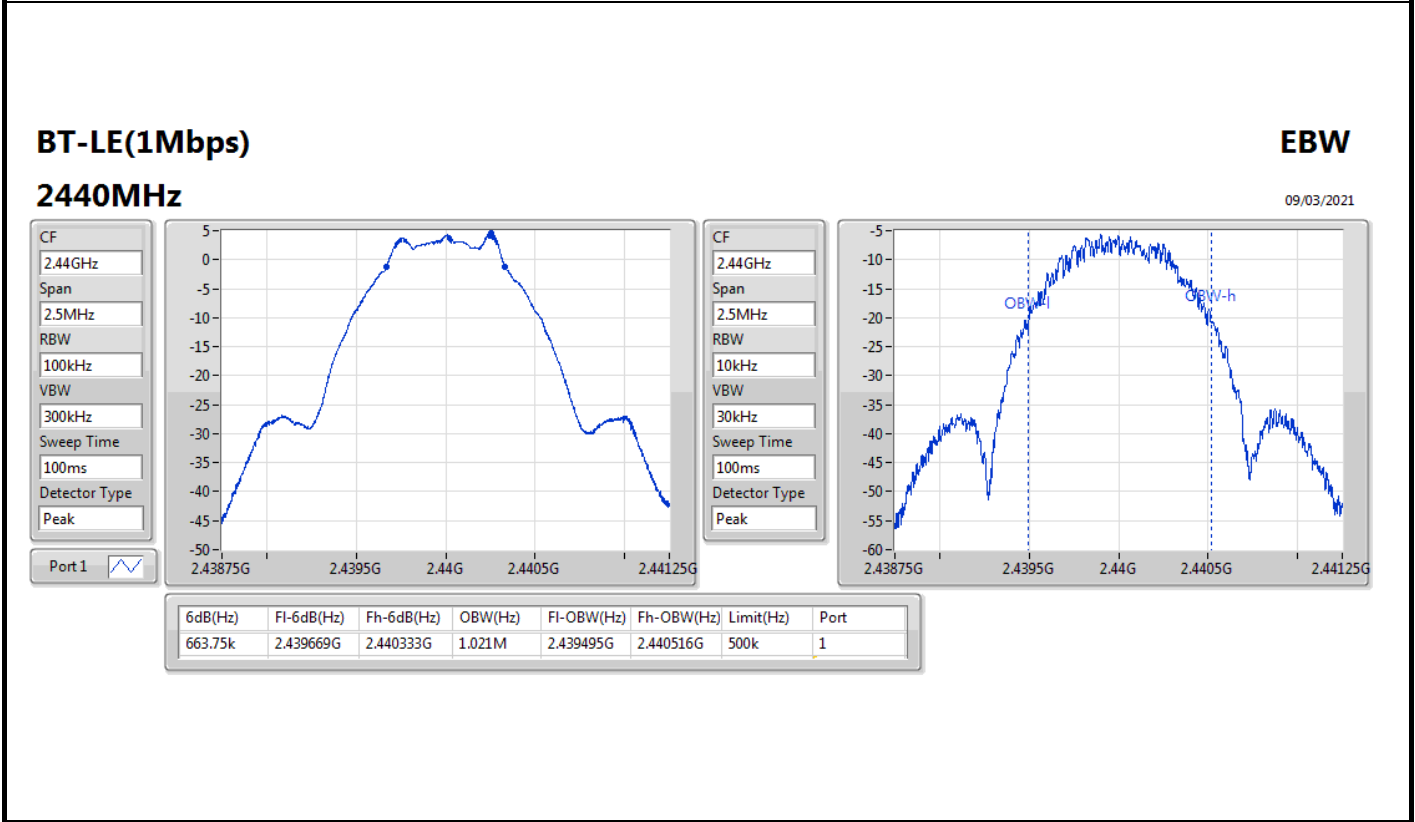 BT-LE(1Mbps)
EBW
2440MHz
09/03/2021
CF
2.44GHz
Span
2.5MHz
RBW
100kHz
VBW
300kHz
Sweep Time
100ms
Detector Type
Peak
Port 1
5
0
-5
-10
-15
-20
-25
-30
-35
-40
-45
-50
2.43875G 2.4395G 2.44G 2.4405G 2.44125G
CF
2.44GHz
Span
2.5MHz
RBW
10kHz
VBW
30kHz
Sweep Time
100ms
Detector Type
Peak
-5
-10
-15
-20
-25
-30
-35
-40
-45
-50
-55
-60
OBW-l
OBW-h
2.43875G 2.4395G 2.44G 2.4405G 2.44125G
6dB(Hz) Fl-6dB(Hz) Fh-6dB(Hz) OBW(Hz) Fl-OBW(Hz) Fh-OBW(Hz) Limit(Hz) Port
663.75k 2.439669G 2.440333G 1.021M 2.439495G 2.440516G 500k 1